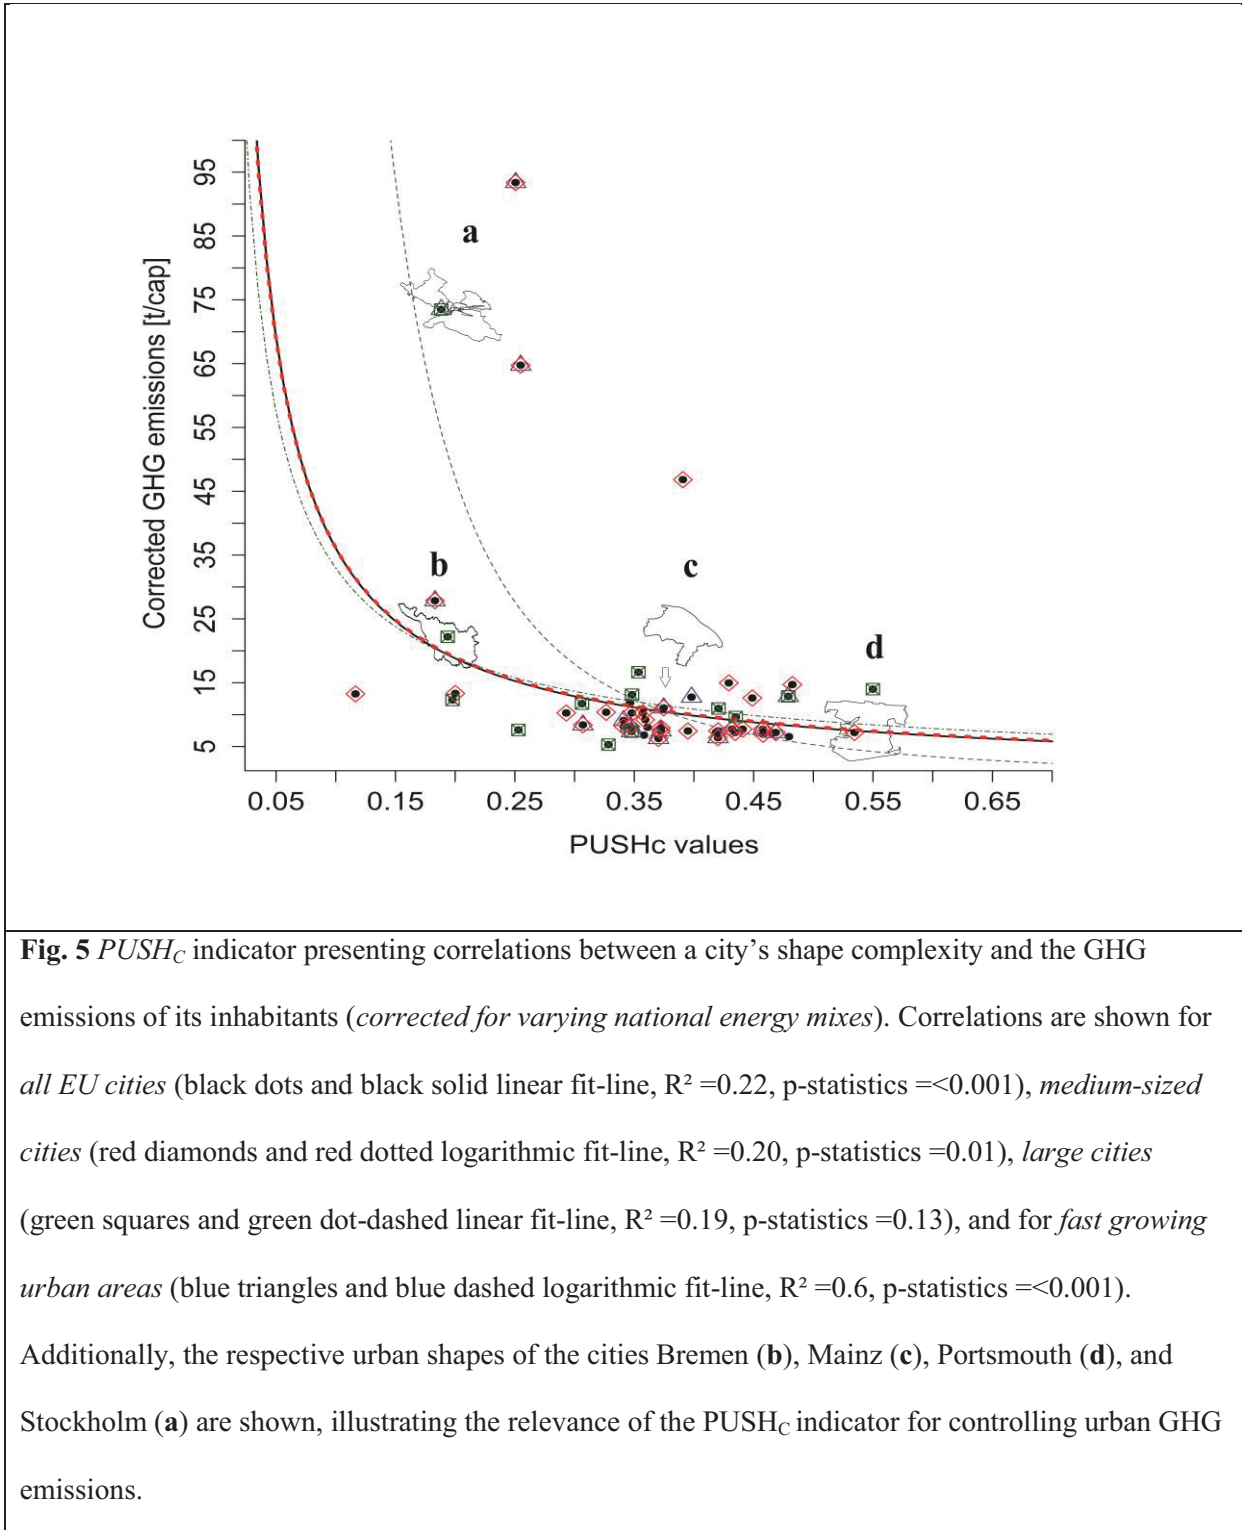 95
85
75
65
55
45
35
25
15
5
Corrected GHG emissions [t/cap]
a
b
c
d
0.05 0.15 0.25 0.35 0.45 0.55 0.65
PUSHc values
Fig. 5 PUSHC indicator presenting correlations between a city’s shape complexity and the GHG
emissions of its inhabitants (corrected for varying national energy mixes). Correlations are shown for
all EU cities (black dots and black solid linear fit-line, R² =0.22, p-statistics =<0.001), medium-sized
cities (red diamonds and red dotted logarithmic fit-line, R² =0.20, p-statistics =0.01), large cities
(green squares and green dot-dashed linear fit-line, R² =0.19, p-statistics =0.13), and for fast growing
urban areas (blue triangles and blue dashed logarithmic fit-line, R² =0.6, p-statistics =<0.001).
Additionally, the respective urban shapes of the cities Bremen (b), Mainz (c), Portsmouth (d), and
Stockholm (a) are shown, illustrating the relevance of the PUSHC indicator for controlling urban GHG
emissions.